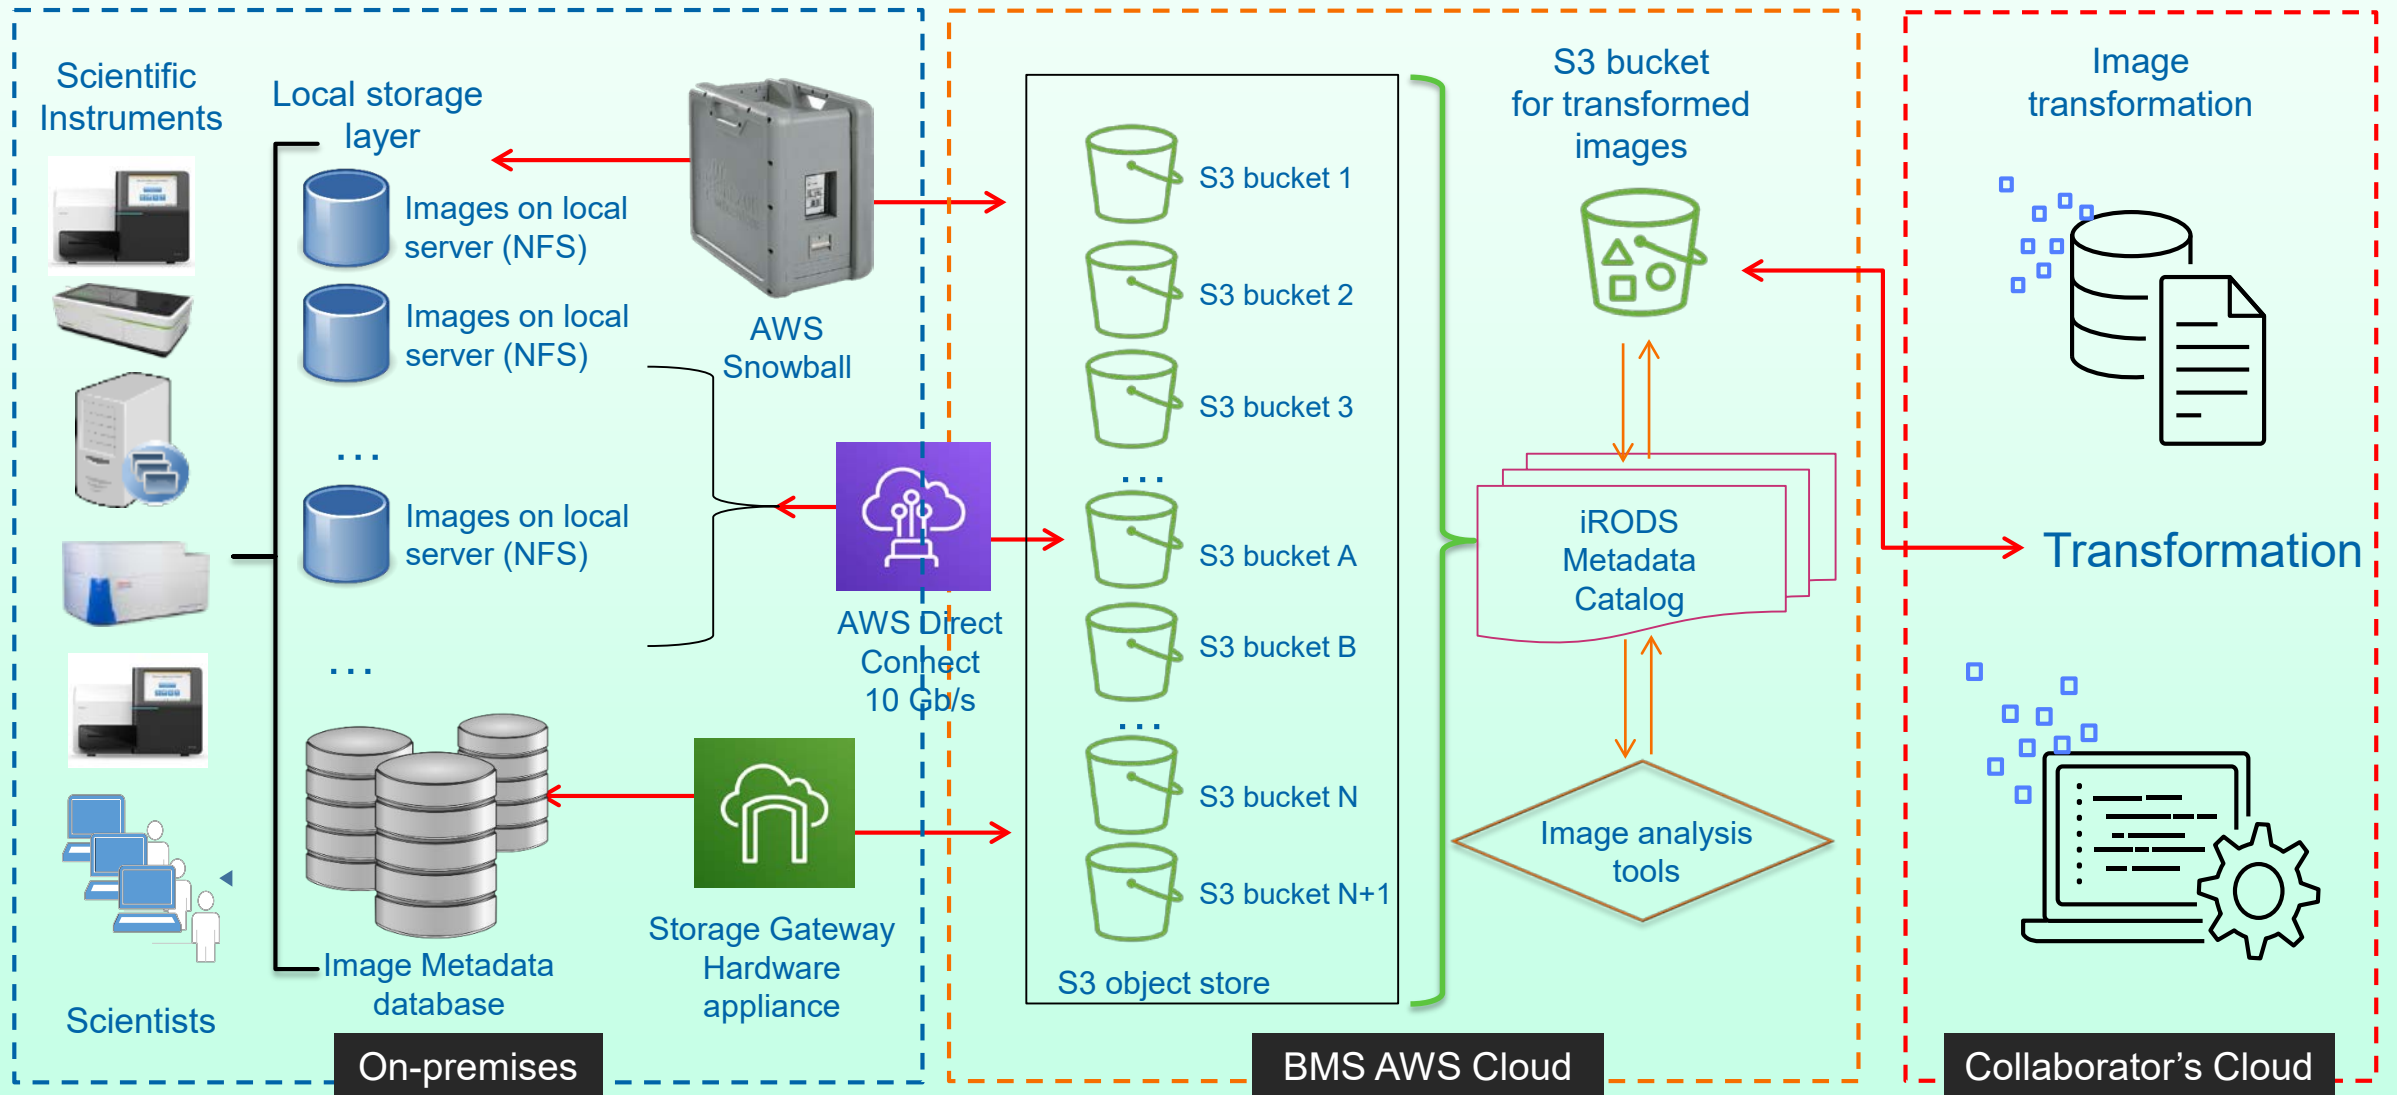 Scientific
Instruments
Scientists
Local storage
layer
Images on local
server (NFS)
Images on local
server (NFS)
...
Images on local
server (NFS)
...
Image Metadata
database
AWS
Snowball
AWS Direct
Connect
10 Gb/s
Storage Gateway
Hardware
appliance
On-premises
S3 bucket 1
S3 bucket 2
S3 bucket 3
...
S3 bucket A
S3 bucket B
...
S3 bucket N
S3 bucket N+1
S3 object store
S3 bucket
for transformed
images
iRODS
Metadata
Catalog
Image analysis
tools
BMS AWS Cloud
Image
transformation
Transformation
Collaborator’s Cloud